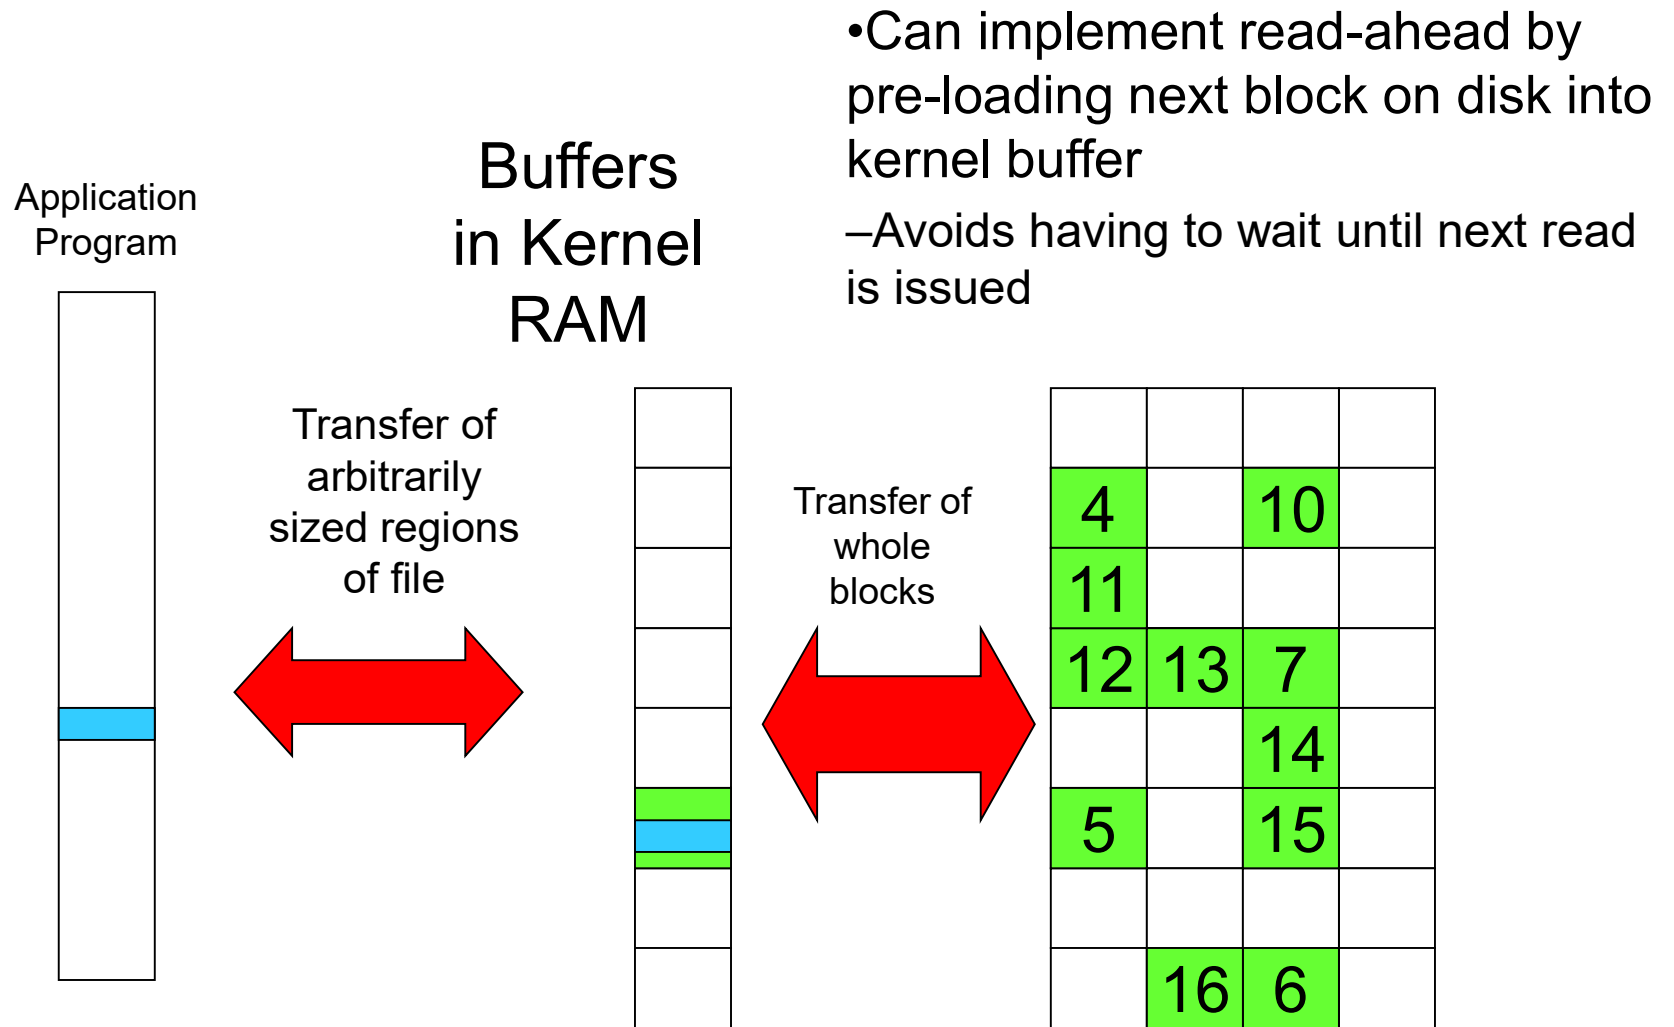 •Can implement read-ahead by
pre-loading next block on disk into
kernel buffer
–Avoids having to wait until next read
is issued
Buffers
in Kernel
RAM
Application
Program
Transfer of
arbitrarily
sized regions
of file
Transfer of
whole
blocks
4 10
11
12 13 7
14
5 15
16 6